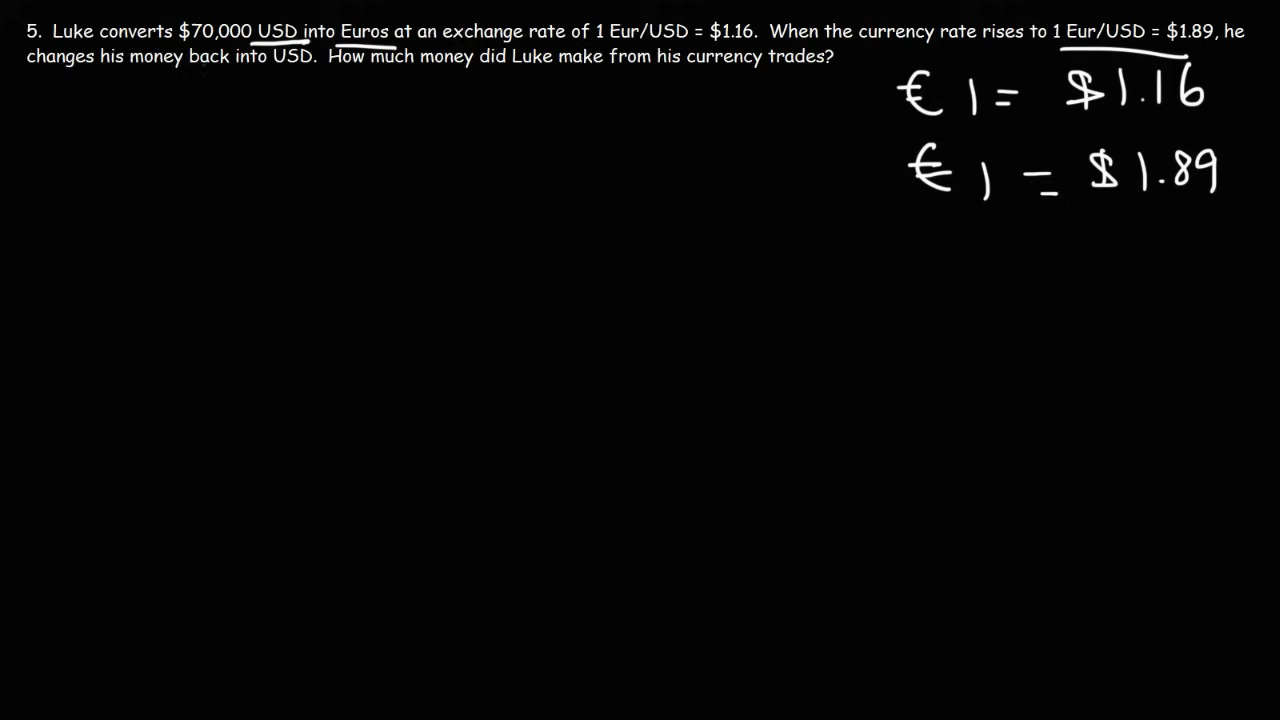 5. Luke converts $70,000 USD into Euros at an exchange rate of 1 Eur/USD = $1.16. When the currency rate rises to 1 Eur/USD = $1.89, he
changes his money back into USD. How much money did Luke make from his currency trades?
€ 1 = $1.16
€ 1 = $1.89